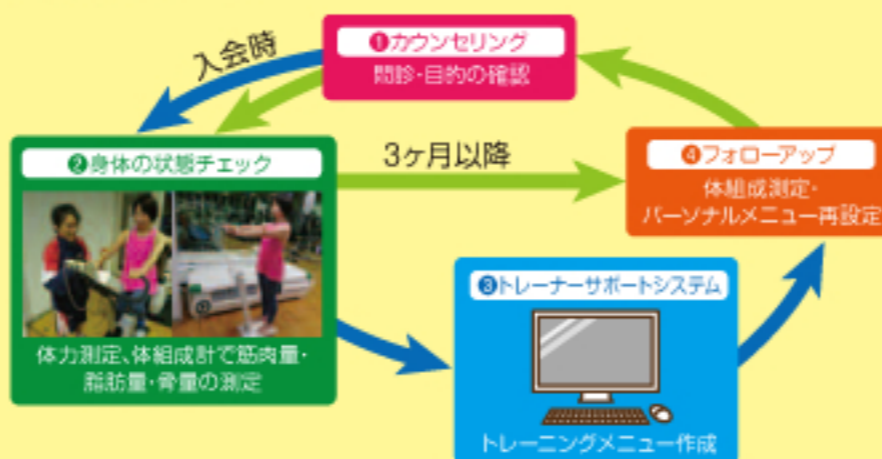 入会時
❶カウンセリング
問診・目的の確認
❷身体の状態チェック
体力測定、体組成計で筋肉量・
脂肪量・骨量の測定
3ヶ月以降
❹フォローアップ
体組成測定・
パーソナルメニュー再設定
❸トレーナーサポートシステム
トレーニングメニュー作成